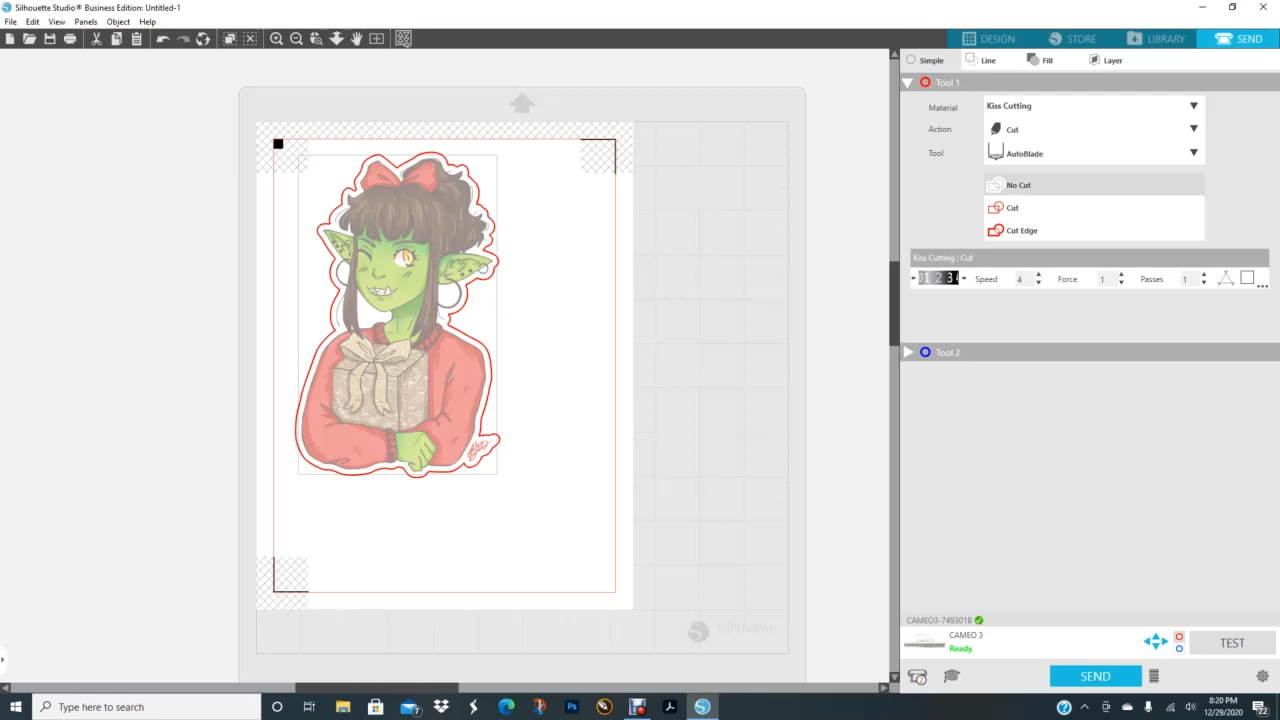 Silhouette Studio® Business Edition: Untitled-1
File Edit View Panels Object Help
DESIGN STORE LIBRARY SEND
Simple Line Fill Layer
Tool 1
Material Kiss Cutting
Action Cut
Tool AutoBlade
No Cut
Cut
Cut Edge
Kiss Cutting : Cut
Speed 4 Force 1 Passes 1
Tool 2
silhouette
CAMEO3-749301B
CAMEO 3
Ready
TEST
SEND
Type here to search
8:20 PM
12/29/2020